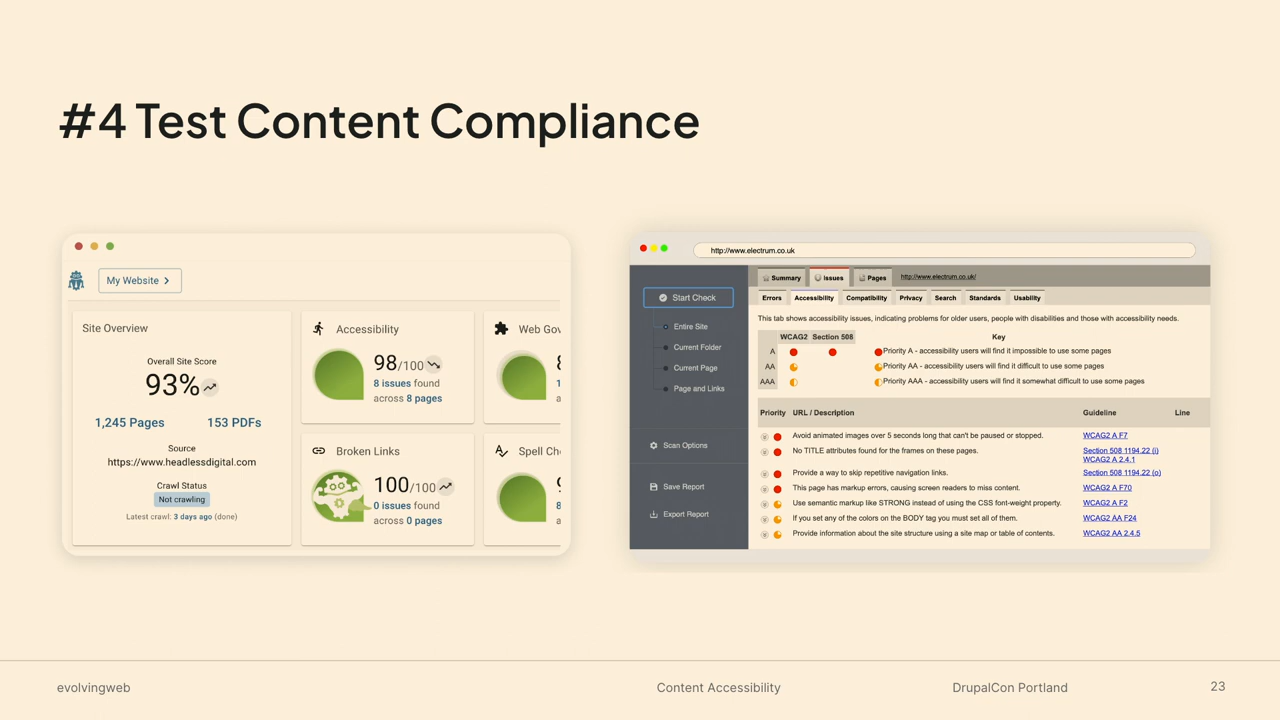 #4 Test Content Compliance
My Website
Site Overview
Overall Site Score
93%
1,245 Pages 153 PDFs
Source
https://www.headlessdigital.com
Crawl Status
Not crawling
Latest crawl: 3 days ago (done)
Accessibility
98/100
8 issues found
across 8 pages
Web Gov
Broken Links
100/100
0 issues found
across 0 pages
Spell Ch
http://www.electrum.co.uk
Start Check
Entire Site
Current Folder
Current Page
Page and Links
Scan Options
Save Report
Export Report
Summary Issues Pages http://www.electrum.co.uk/
Errors Accessibility Compatibility Privacy Search Standards Usability
This tab shows accessibility issues, indicating problems for older users, people with disabilities and those with accessibility needs.
WCAG2 Section 508 Key
A Priority A - accessibility users will find it impossible to use some pages
AA Priority AA - accessibility users will find it difficult to use some pages
AAA Priority AAA - accessibility users will find it somewhat difficult to use some pages
Priority URL / Description Guideline Line
Avoid animated images over 5 seconds long that can't be paused or stopped. WCAG2 A F7
No TITLE attributes found for the frames on these pages. Section 508 1194.22 (i)
WCAG2 A 2.4.1
Provide a way to skip repetitive navigation links. Section 508 1194.22 (o)
This page has markup errors, causing screen readers to miss content. WCAG2 A F70
Use semantic markup like STRONG instead of using the CSS font-weight property. WCAG2 A F2
If you set any of the colors on the BODY tag you must set all of them. WCAG2 AA F24
Provide information about the site structure using a site map or table of contents. WCAG2 AA 2.4.5
evolvingweb Content Accessibility DrupalCon Portland 23